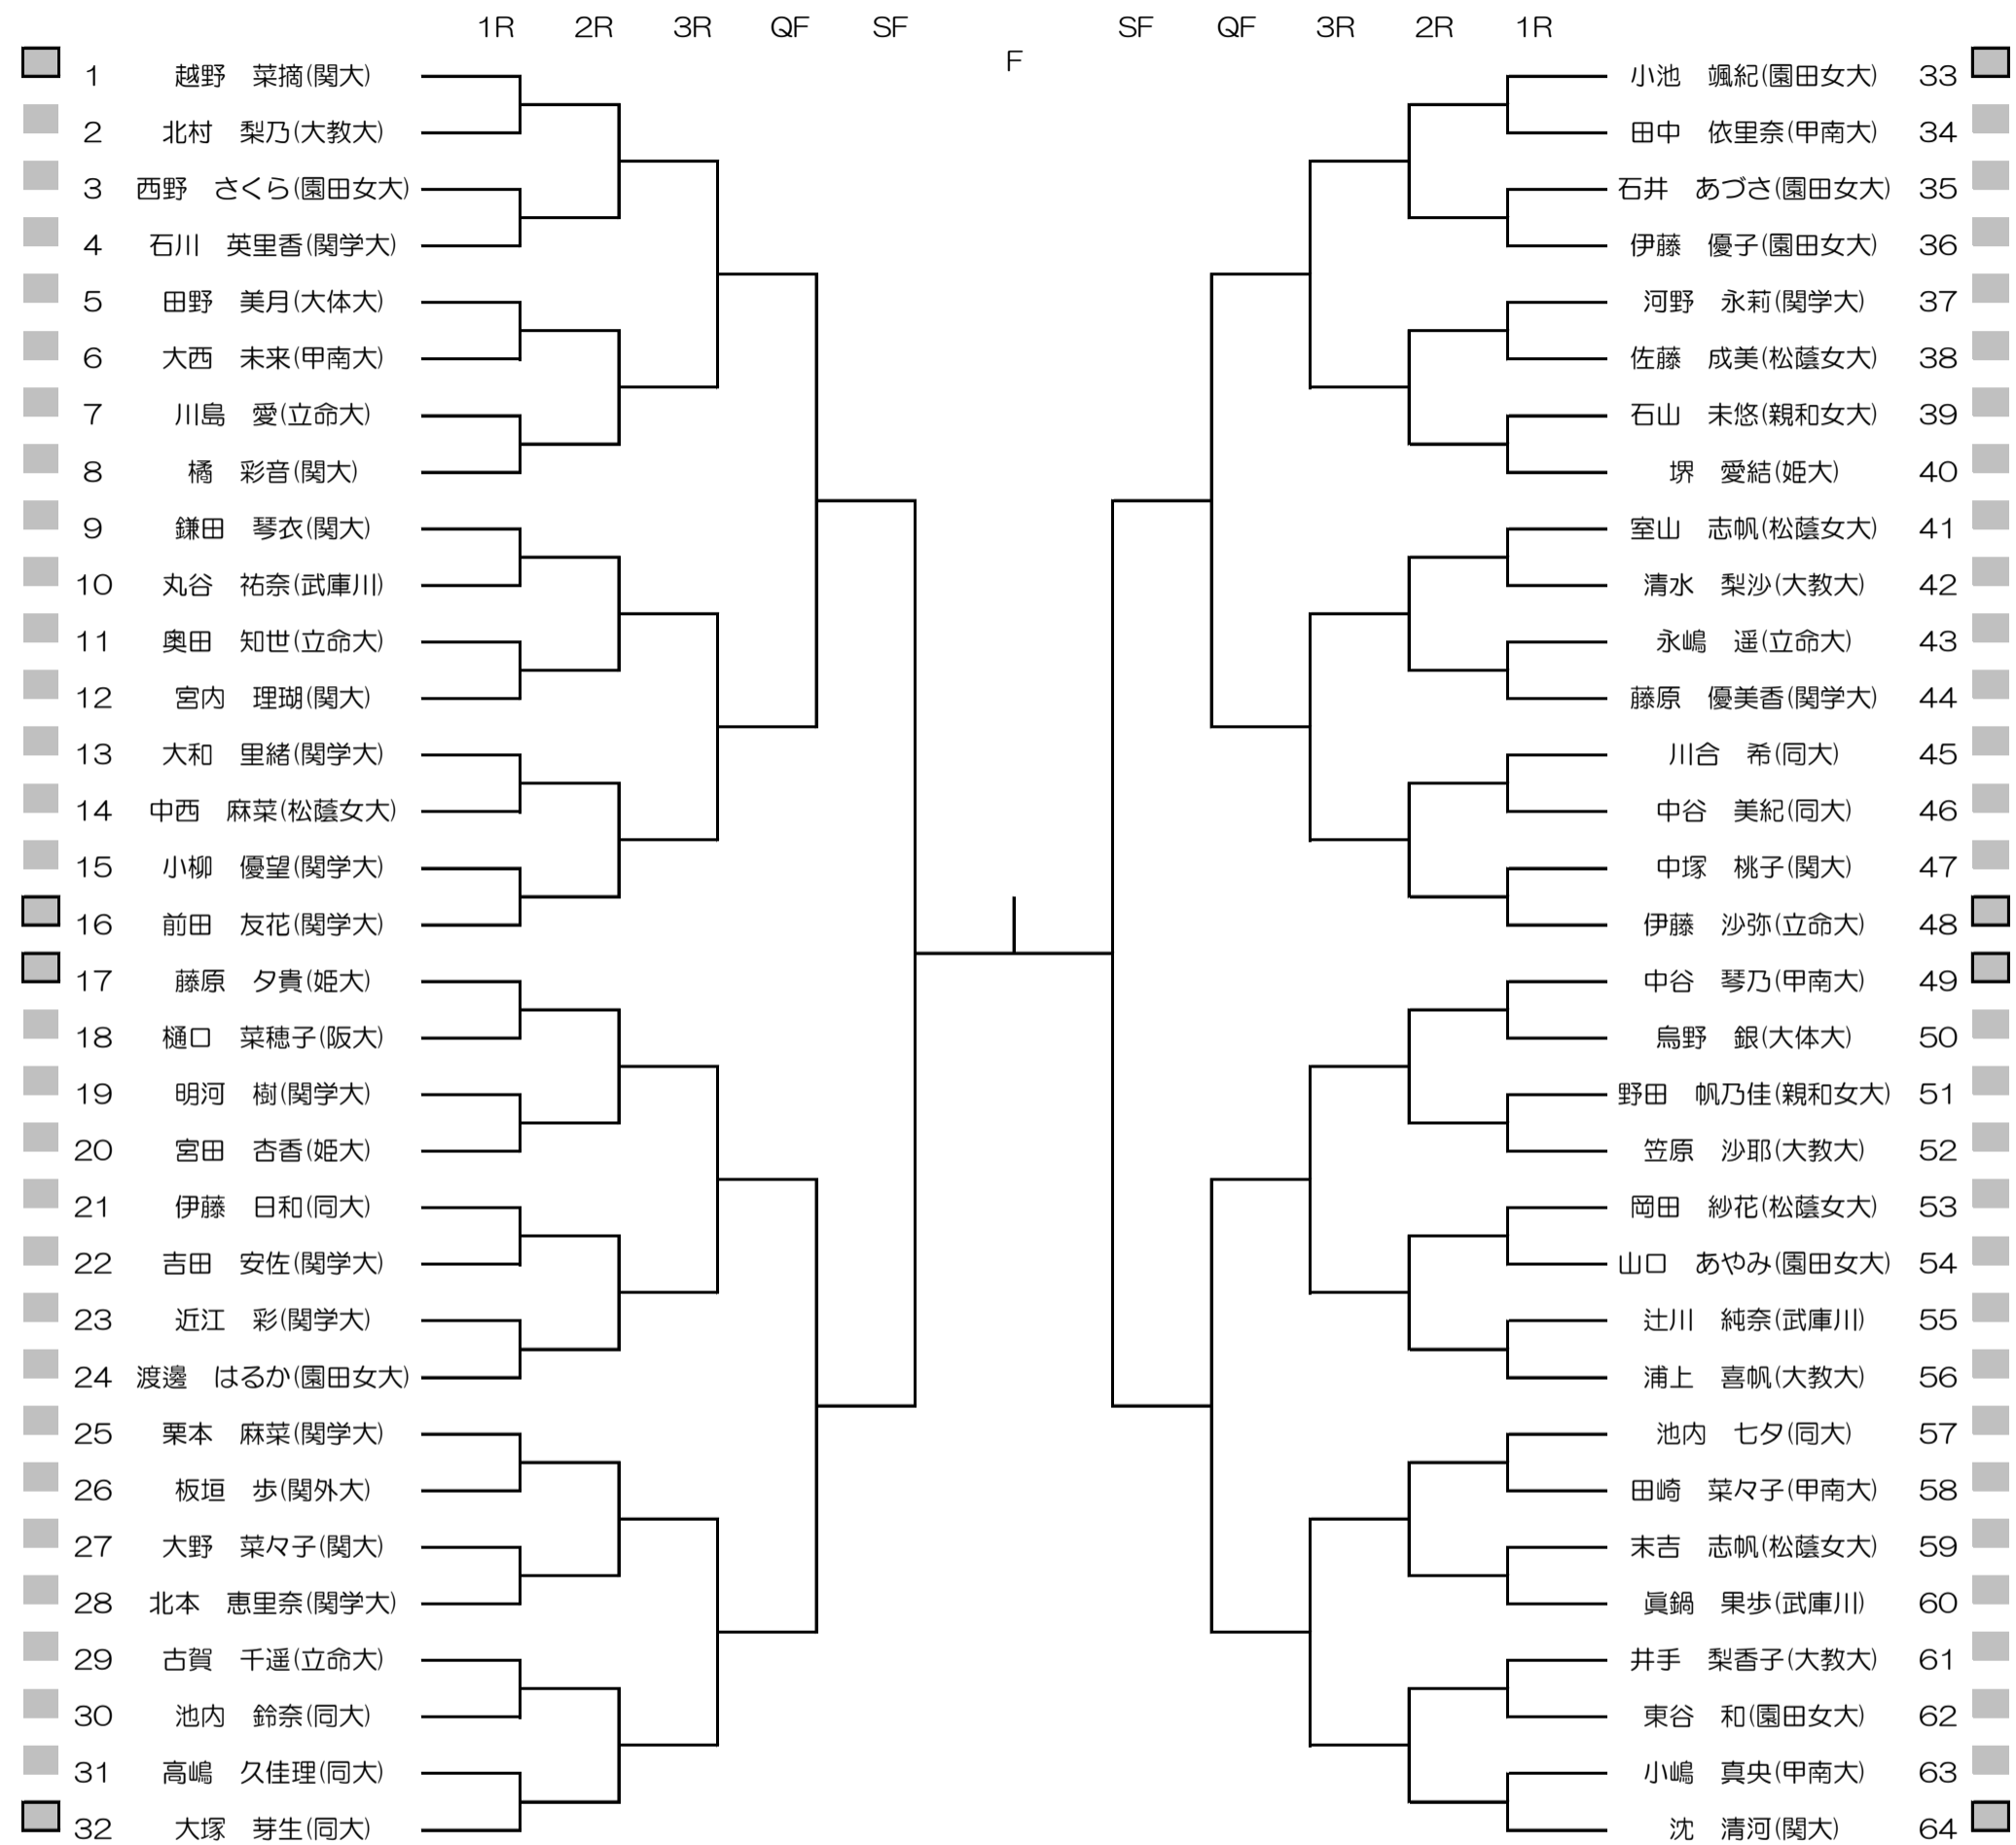 1R 2R 3R QF SF F SF QF 3R 2R 1R
1 越野 菜摘(関大) 小池 颯紀(園田女大) 33
2 北村 梨乃(大教大) 田中 依里奈(甲南大) 34
3 西野 さくら(園田女大) 石井 あづさ(園田女大) 35
4 石川 英里香(関学大) 伊藤 優子(園田女大) 36
5 田野 美月(大体大) 河野 永莉(関学大) 37
6 大西 未来(甲南大) 佐藤 成美(松蔭女大) 38
7 川島 愛(立命大) 石山 未悠(親和女大) 39
8 橘 彩音(関大) 堺 愛結(姫大) 40
9 鎌田 琴衣(関大) 室山 志帆(松蔭女大) 41
10 丸谷 祐奈(武庫川) 清水 梨沙(大教大) 42
11 奥田 知世(立命大) 永嶋 遥(立命大) 43
12 宮内 理瑚(関大) 藤原 優美香(関学大) 44
13 大和 里緒(関学大) 川合 希(同大) 45
14 中西 麻菜(松蔭女大) 中谷 美紀(同大) 46
15 小柳 優望(関学大) 中塚 桃子(関大) 47
16 前田 友花(関学大) 伊藤 沙弥(立命大) 48
17 藤原 夕貴(姫大) 中谷 琴乃(甲南大) 49
18 樋口 菜穂子(阪大) 烏野 銀(大体大) 50
19 明河 樹(関学大) 野田 帆乃佳(親和女大) 51
20 宮田 杏香(姫大) 笠原 沙耶(大教大) 52
21 伊藤 日和(同大) 岡田 紗花(松蔭女大) 53
22 吉田 安佐(関学大) 山口 あやみ(園田女大) 54
23 近江 彩(関学大) 辻川 純奈(武庫川) 55
24 渡邊 はるか(園田女大) 浦上 喜帆(大教大) 56
25 栗本 麻菜(関学大) 池内 七夕(同大) 57
26 板垣 歩(関外大) 田崎 菜々子(甲南大) 58
27 大野 菜々子(関大) 末吉 志帆(松蔭女大) 59
28 北本 恵里奈(関学大) 眞鍋 果歩(武庫川) 60
29 古賀 千遥(立命大) 井手 梨香子(大教大) 61
30 池内 鈴奈(同大) 東谷 和(園田女大) 62
31 高嶋 久佳理(同大) 小嶋 真央(甲南大) 63
32 大塚 芽生(同大) 沈 清河(関大) 64